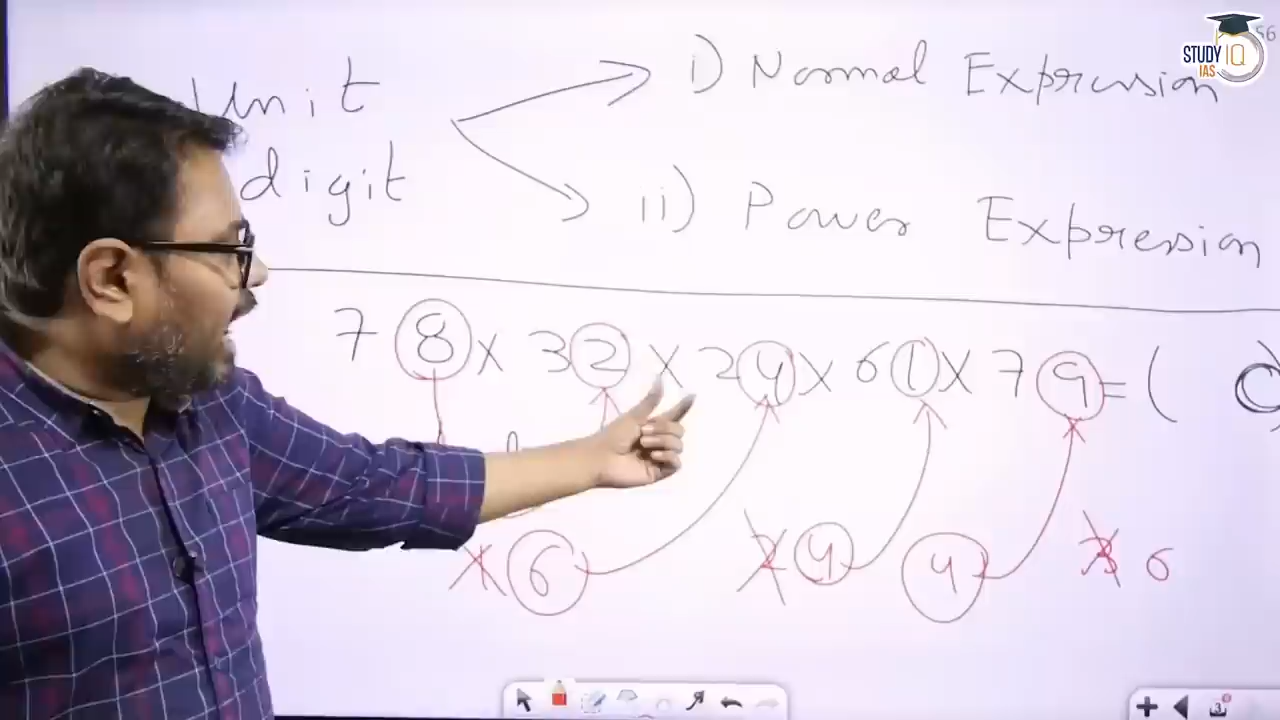 STUDY IQ
IAS
56
Unit
digit
i) Normal Expression
ii) Power Expression
78 x 32 x 24 x 61 x 79 = (
6
4
4
6